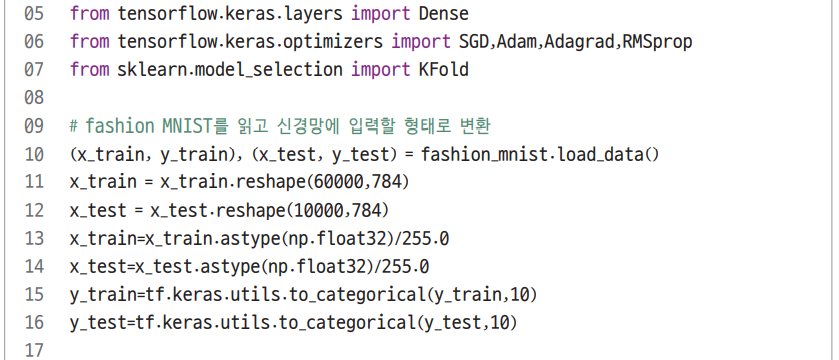 05 from tensorflow.keras.layers import Dense
06 from tensorflow.keras.optimizers import SGD,Adam,Adagrad,RMSprop
07 from sklearn.model_selection import KFold
08
09 # fashion MNIST를 읽고 신경망에 입력할 형태로 변환
10 (x_train, y_train), (x_test, y_test) = fashion_mnist.load_data()
11 x_train = x_train.reshape(60000,784)
12 x_test = x_test.reshape(10000,784)
13 x_train=x_train.astype(np.float32)/255.0
14 x_test=x_test.astype(np.float32)/255.0
15 y_train=tf.keras.utils.to_categorical(y_train,10)
16 y_test=tf.keras.utils.to_categorical(y_test,10)
17